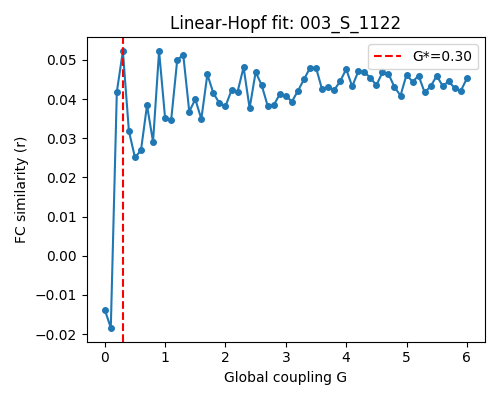 Linear-Hopf fit: 003_S_1122
G*=0.30
FC similarity (r)
0.05
0.04
0.03
0.02
0.01
0.00
−0.01
−0.02
0 1 2 3 4 5 6
Global coupling G